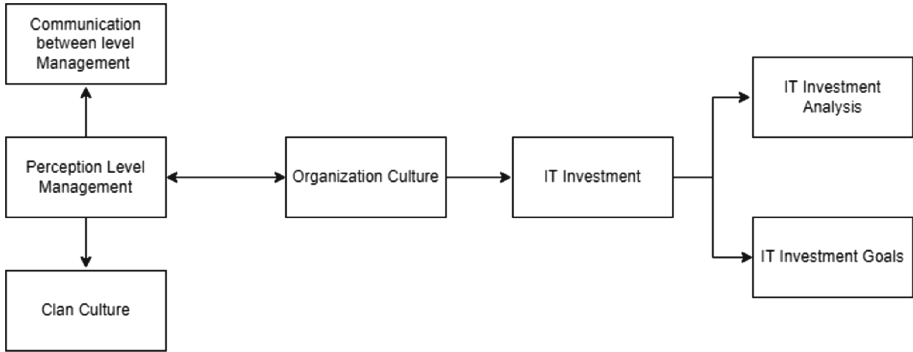 Communication
between level
Management
IT Investment
Analysis
Perception Level
Management
Organization Culture
IT Investment
IT Investment Goals
Clan Culture